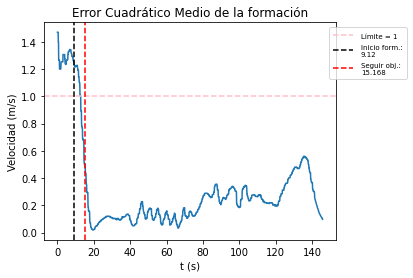 Error Cuadrático Medio de la formación
Velocidad (m/s)
1.4
1.2
1.0
0.8
0.6
0.4
0.2
0.0
0 20 40 60 80 100 120 140
t (s)
Límite = 1
Inicio form.:
9.12
Seguir obj.:
15.168